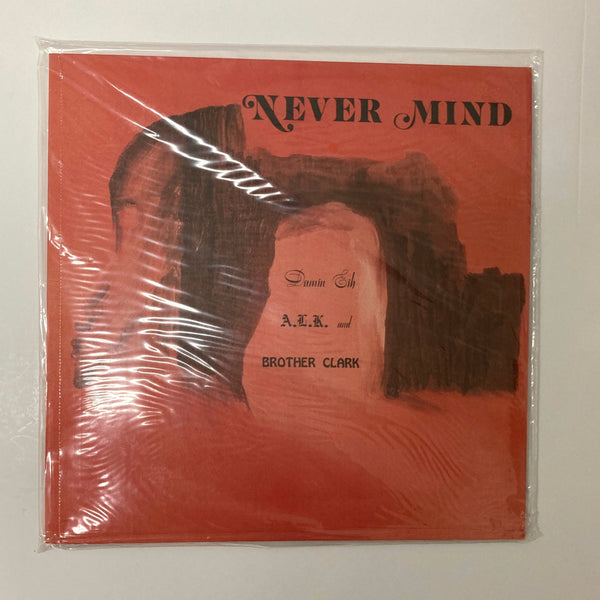 NEVER MIND
Damin Eih
A.L.K. and
BROTHER CLARK